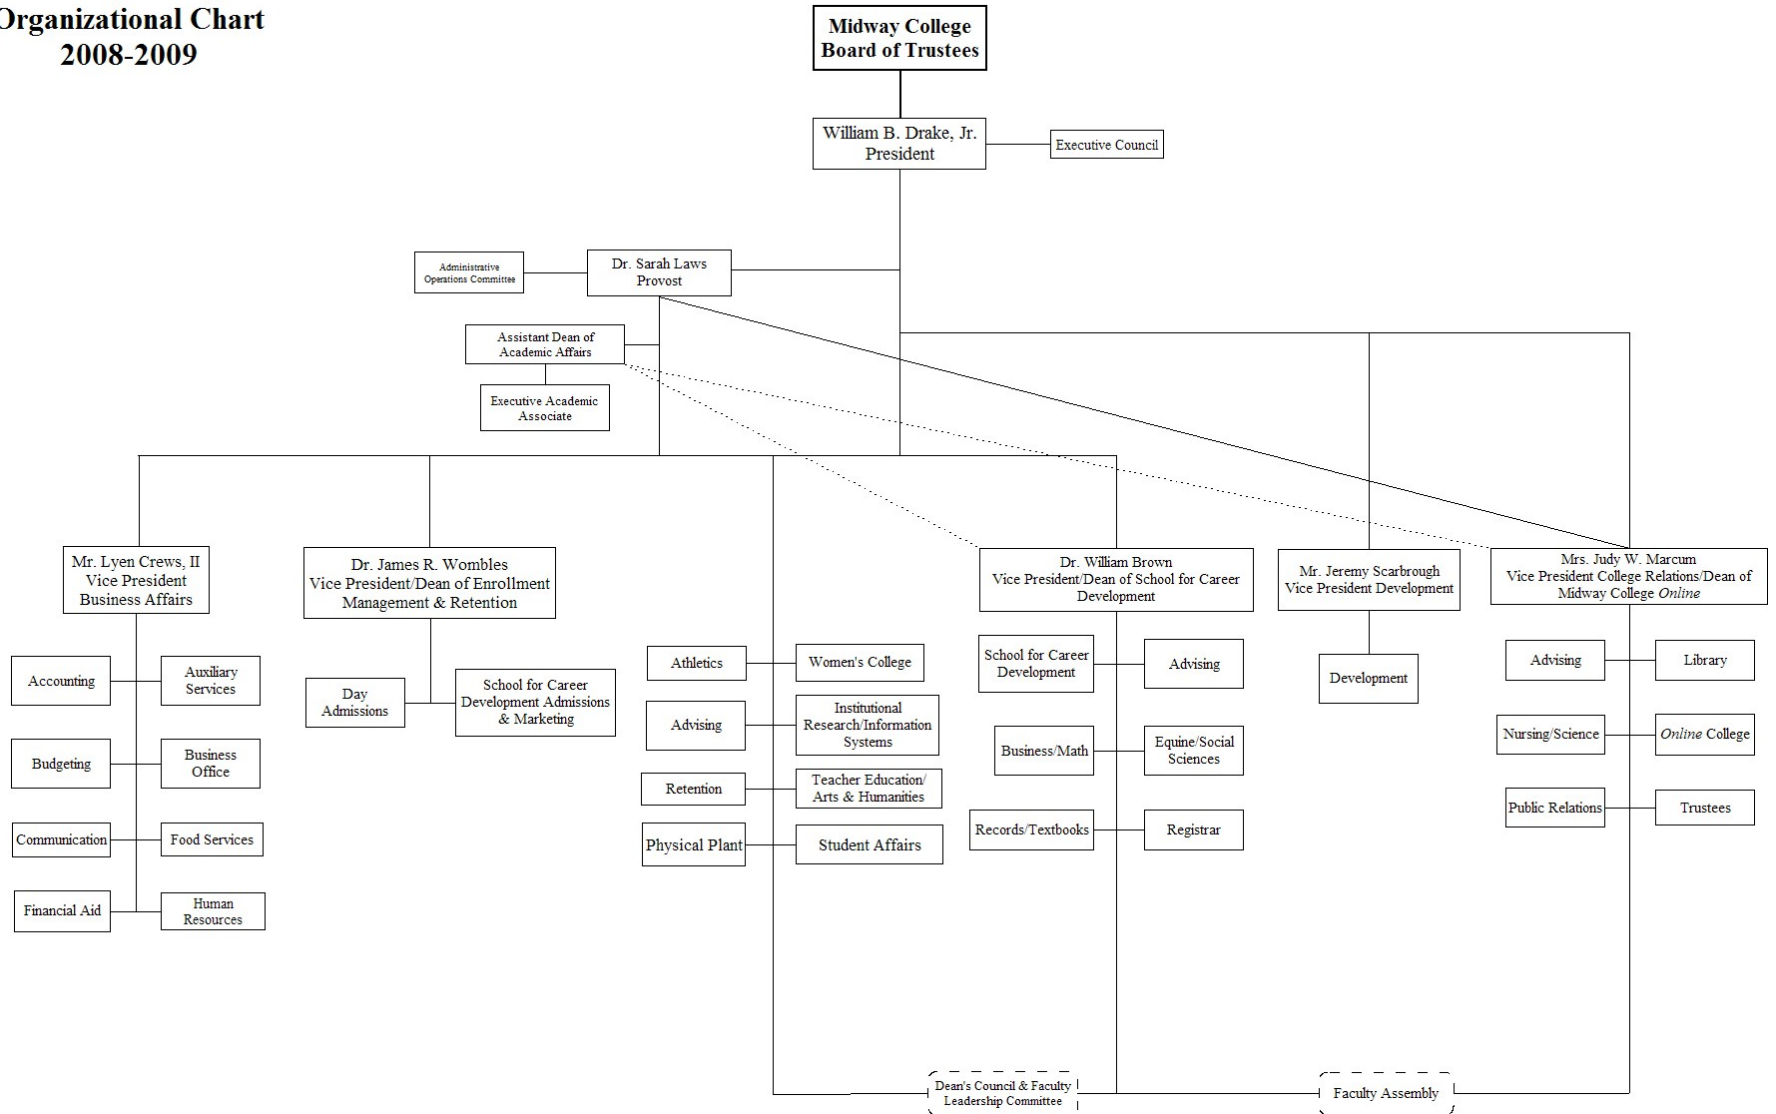 Organizational Chart
2008-2009
Midway College
Board of Trustees
William B. Drake, Jr.
President
Executive Council
Administrative
Operations Committee
Dr. Sarah Laws
Provost
Assistant Dean of
Academic Affairs
Executive Academic
Associate
Mr. Lyen Crews, II
Vice President
Business Affairs
Dr. James R. Wombles
Vice President/Dean of Enrollment
Management & Retention
Dr. William Brown
Vice President/Dean of School for Career
Development
Mr. Jeremy Scarbrough
Vice President Development
Mrs. Judy W. Marcum
Vice President College Relations/Dean of
Midway College Online
Accounting
Auxiliary
Services
Budgeting
Business
Office
Communication
Food Services
Financial Aid
Human
Resources
Day
Admissions
School for Career
Development Admissions
& Marketing
Athletics
Women's College
Advising
Institutional
Research/Information
Systems
Retention
Teacher Education/
Arts & Humanities
Physical Plant
Student Affairs
School for Career
Development
Advising
Business/Math
Equine/Social
Sciences
Records/Textbooks
Registrar
Development
Advising
Library
Nursing/Science
Online College
Public Relations
Trustees
Dean's Council & Faculty
Leadership Committee
Faculty Assembly